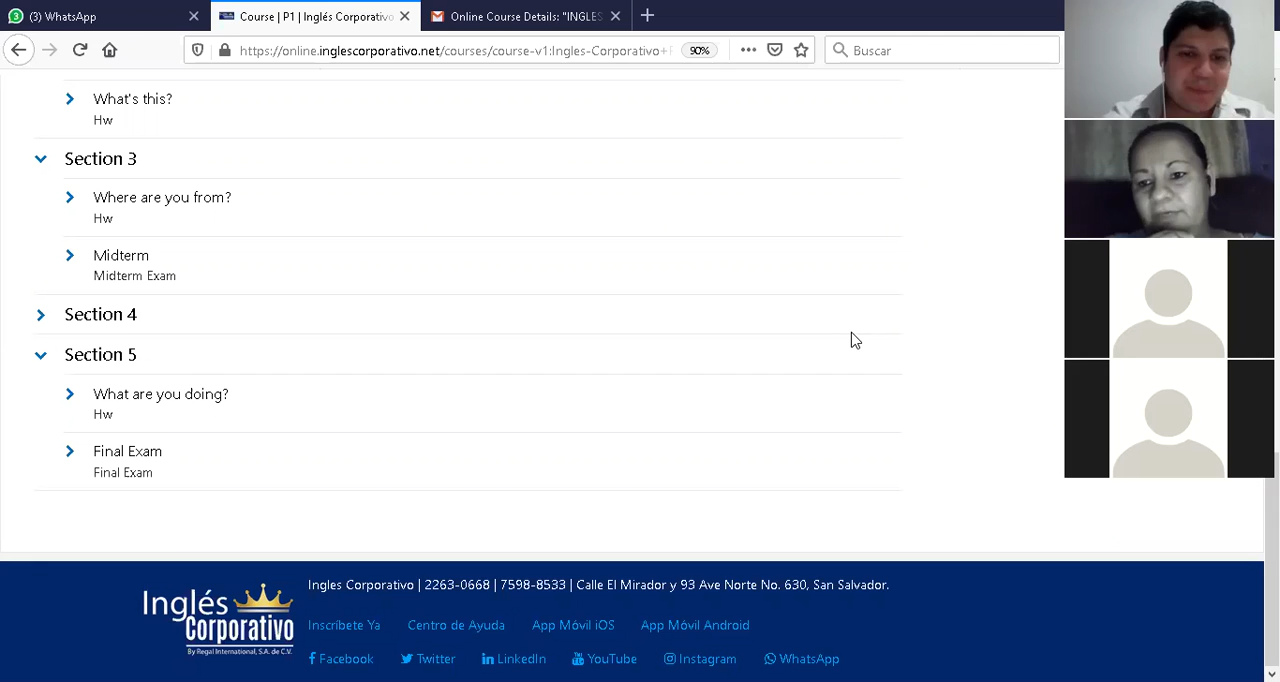 (3) WhatsApp
Course | P1 | Inglés Corporativo
Online Course Details: "INGLES
https://online.inglescorporativo.net/courses/course-v1:Ingles-Corporativo+
90%
Buscar
What's this?
Hw
Section 3
Where are you from?
Hw
Midterm
Midterm Exam
Section 4
Section 5
What are you doing?
Hw
Final Exam
Final Exam
Inglés
Corporativo
By Regal International, S.A. de C.V.
Ingles Corporativo | 2263-0668 | 7598-8533 | Calle El Mirador y 93 Ave Norte No. 630, San Salvador.
Inscríbete Ya Centro de Ayuda App Móvil iOS App Móvil Android
Facebook Twitter LinkedIn YouTube Instagram WhatsApp